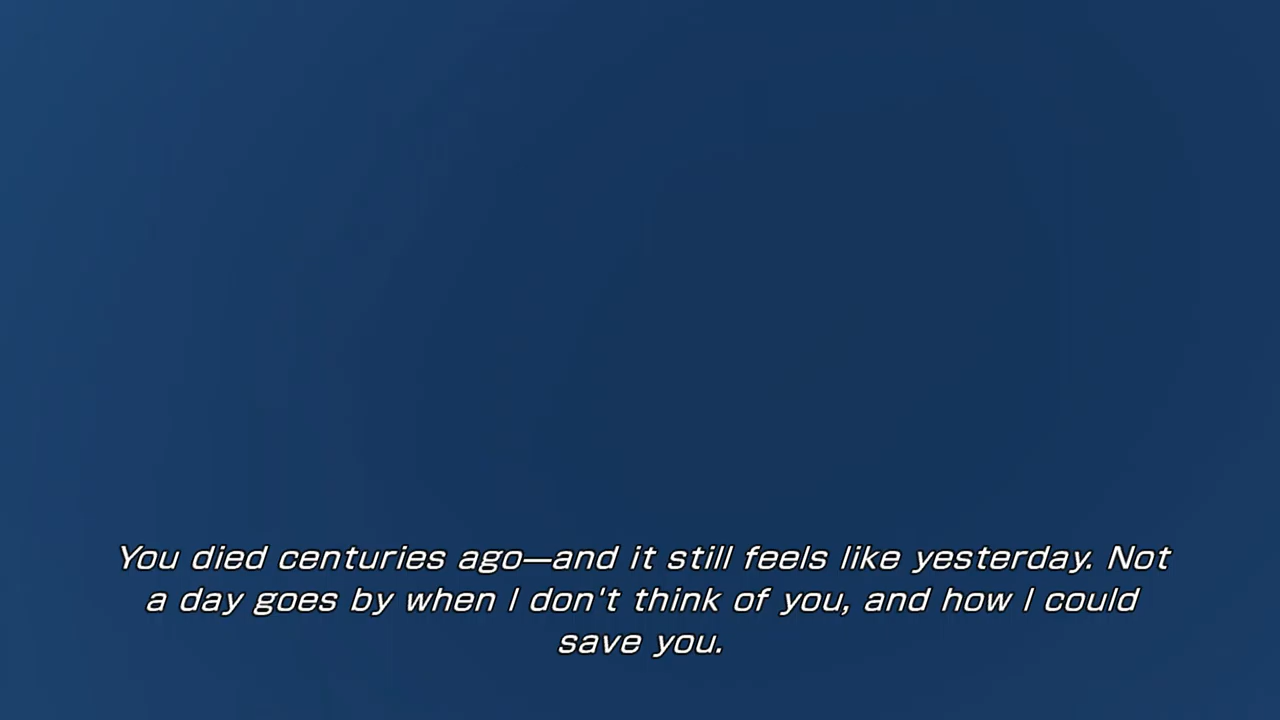 You died centuries ago—and it still feels like yesterday. Not
a day goes by when I don't think of you, and how I could
save you.